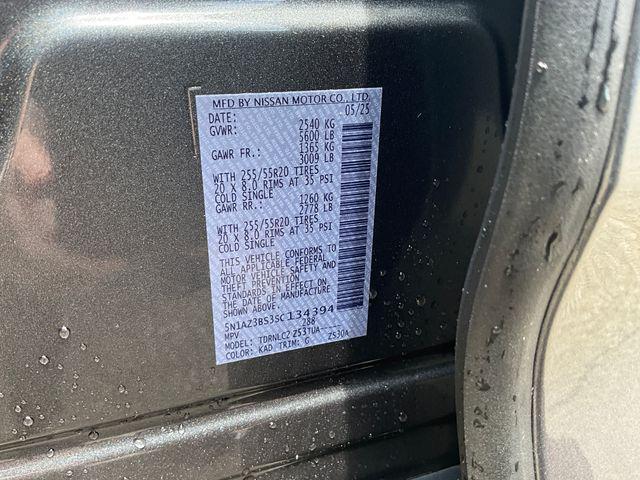 MFD BY NISSAN MOTOR CO., LTD.
DATE: 05/25
GVWR: 2540 KG
5600 LB
GAWR FR.: 1365 KG
3009 LB
WITH 255/55R20 TIRES
20 X 8.0 RIMS AT 35 PSI
COLD SINGLE
GAWR RR.: 1260 KG
2778 LB
WITH 255/55R20 TIRES
20 X 8.0 RIMS AT 35 PSI
COLD SINGLE
THIS VEHICLE CONFORMS TO
ALL APPLICABLE FEDERAL
MOTOR VEHICLE SAFETY AND
THEFT PREVENTION
STANDARDS IN EFFECT ON
THE DATE OF MANUFACTURE
SHOWN ABOVE.
5N1AZ3BS3SC134394
MPV 288
MODEL: TDRNLC2 Z53TUA
COLOR: KAD TRIM: G Z530A